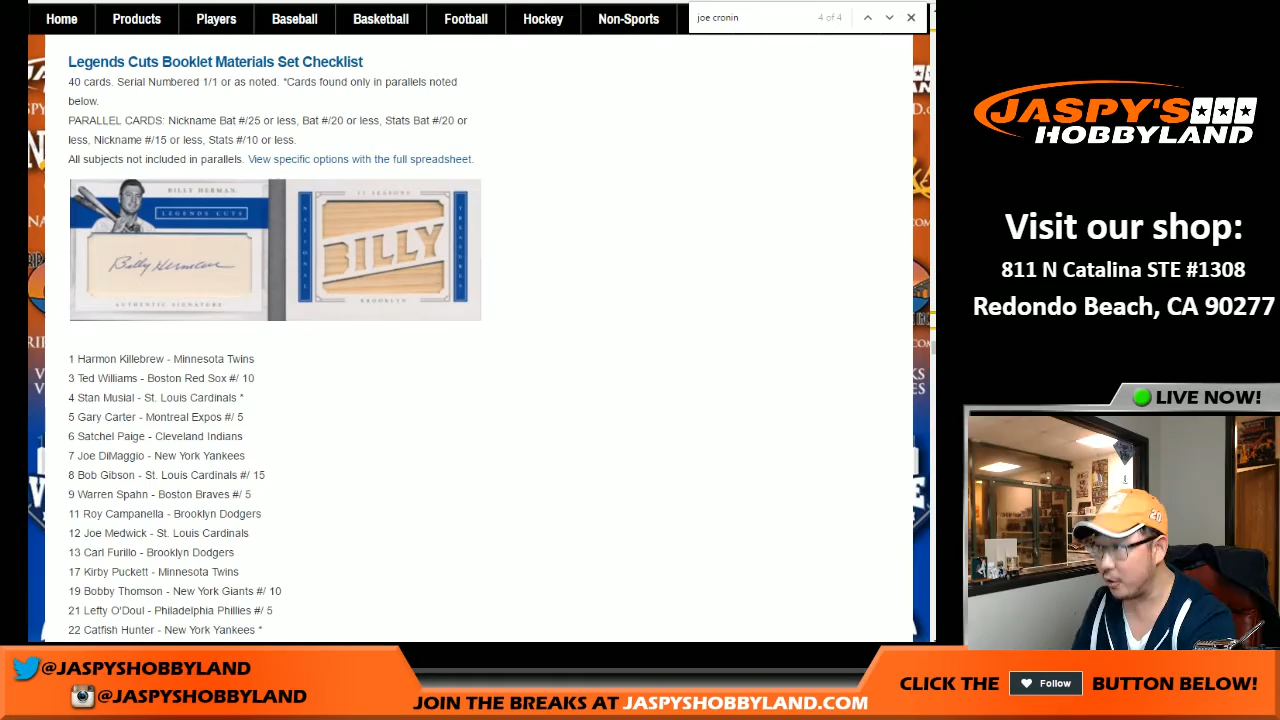 Home Products Players Baseball Basketball Football Hockey Non-Sports
joe cronin 4 of 4
Legends Cuts Booklet Materials Set Checklist
40 cards. Serial Numbered 1/1 or as noted. *Cards found only in parallels noted
below.
PARALLEL CARDS: Nickname Bat #/25 or less, Bat #/20 or less, Stats Bat #/20 or
less, Nickname #/15 or less, Stats #/10 or less.
All subjects not included in parallels. View specific options with the full spreadsheet.
BILLY HERMAN
LEGENDS CUTS
Billy Herman
AUTHENTIC SIGNATURE
NATIONAL
BILLY
TREASURES
BROOKLYN
1 Harmon Killebrew - Minnesota Twins
3 Ted Williams - Boston Red Sox #/ 10
4 Stan Musial - St. Louis Cardinals *
5 Gary Carter - Montreal Expos #/ 5
6 Satchel Paige - Cleveland Indians
7 Joe DiMaggio - New York Yankees
8 Bob Gibson - St. Louis Cardinals #/ 15
9 Warren Spahn - Boston Braves #/ 5
11 Roy Campanella - Brooklyn Dodgers
12 Joe Medwick - St. Louis Cardinals
13 Carl Furillo - Brooklyn Dodgers
17 Kirby Puckett - Minnesota Twins
19 Bobby Thomson - New York Giants #/ 10
21 Lefty O'Doul - Philadelphia Phillies #/ 5
22 Catfish Hunter - New York Yankees *
JASPY'S
HOBBYLAND
Visit our shop:
811 N Catalina STE #1308
Redondo Beach, CA 90277
LIVE NOW!
20
@JASPYSHOBBYLAND
@JASPYSHOBBYLAND
JOIN THE BREAKS AT JASPYSHOBBYLAND.COM
CLICK THE Follow BUTTON BELOW!